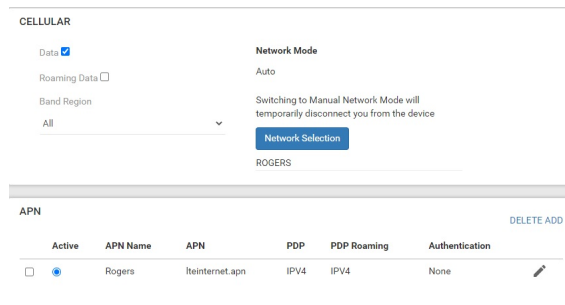 CELLULAR
Data
Network Mode
Auto
Roaming Data
Band Region
All
Switching to Manual Network Mode will
temporarily disconnect you from the device
Network Selection
ROGERS
APN
DELETE ADD
Active APN Name APN PDP PDP Roaming Authentication
Rogers lteinternet.apn IPV4 IPV4 None